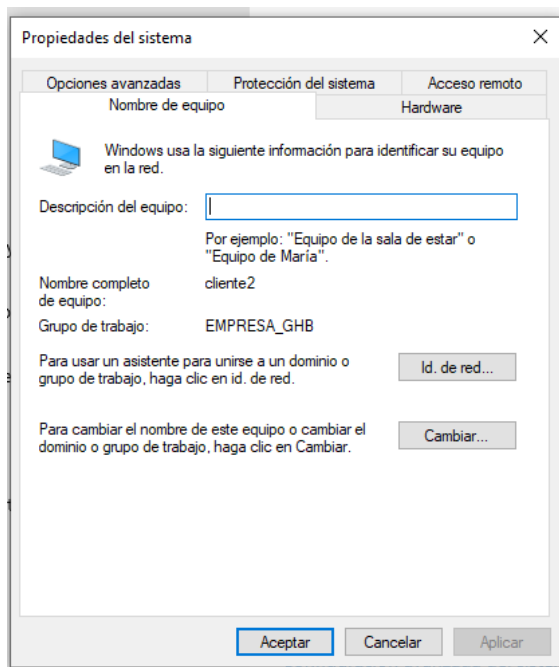 Propiedades del sistema
Opciones avanzadas
Protección del sistema
Acceso remoto
Nombre de equipo
Hardware
Windows usa la siguiente información para identificar su equipo
en la red.
Descripción del equipo:
Por ejemplo: "Equipo de la sala de estar" o
"Equipo de María".
Nombre completo
de equipo:
cliente2
Grupo de trabajo:
EMPRESA_GHB
Para usar un asistente para unirse a un dominio o
grupo de trabajo, haga clic en id. de red.
Id. de red...
Para cambiar el nombre de este equipo o cambiar el
dominio o grupo de trabajo, haga clic en Cambiar.
Cambiar...
Aceptar
Cancelar
Aplicar